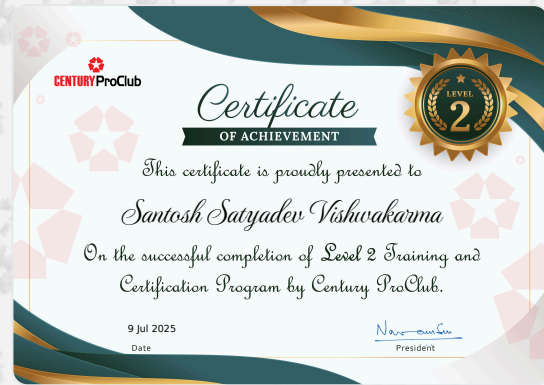 CENTURY ProClub
Certificate
OF ACHIEVEMENT
LEVEL
2
This certificate is proudly presented to
Santosh Satyadev Vishwakarma
On the successful completion of Level 2 Training and
Certification Program by Century ProClub.
9 Jul 2025
Date
President